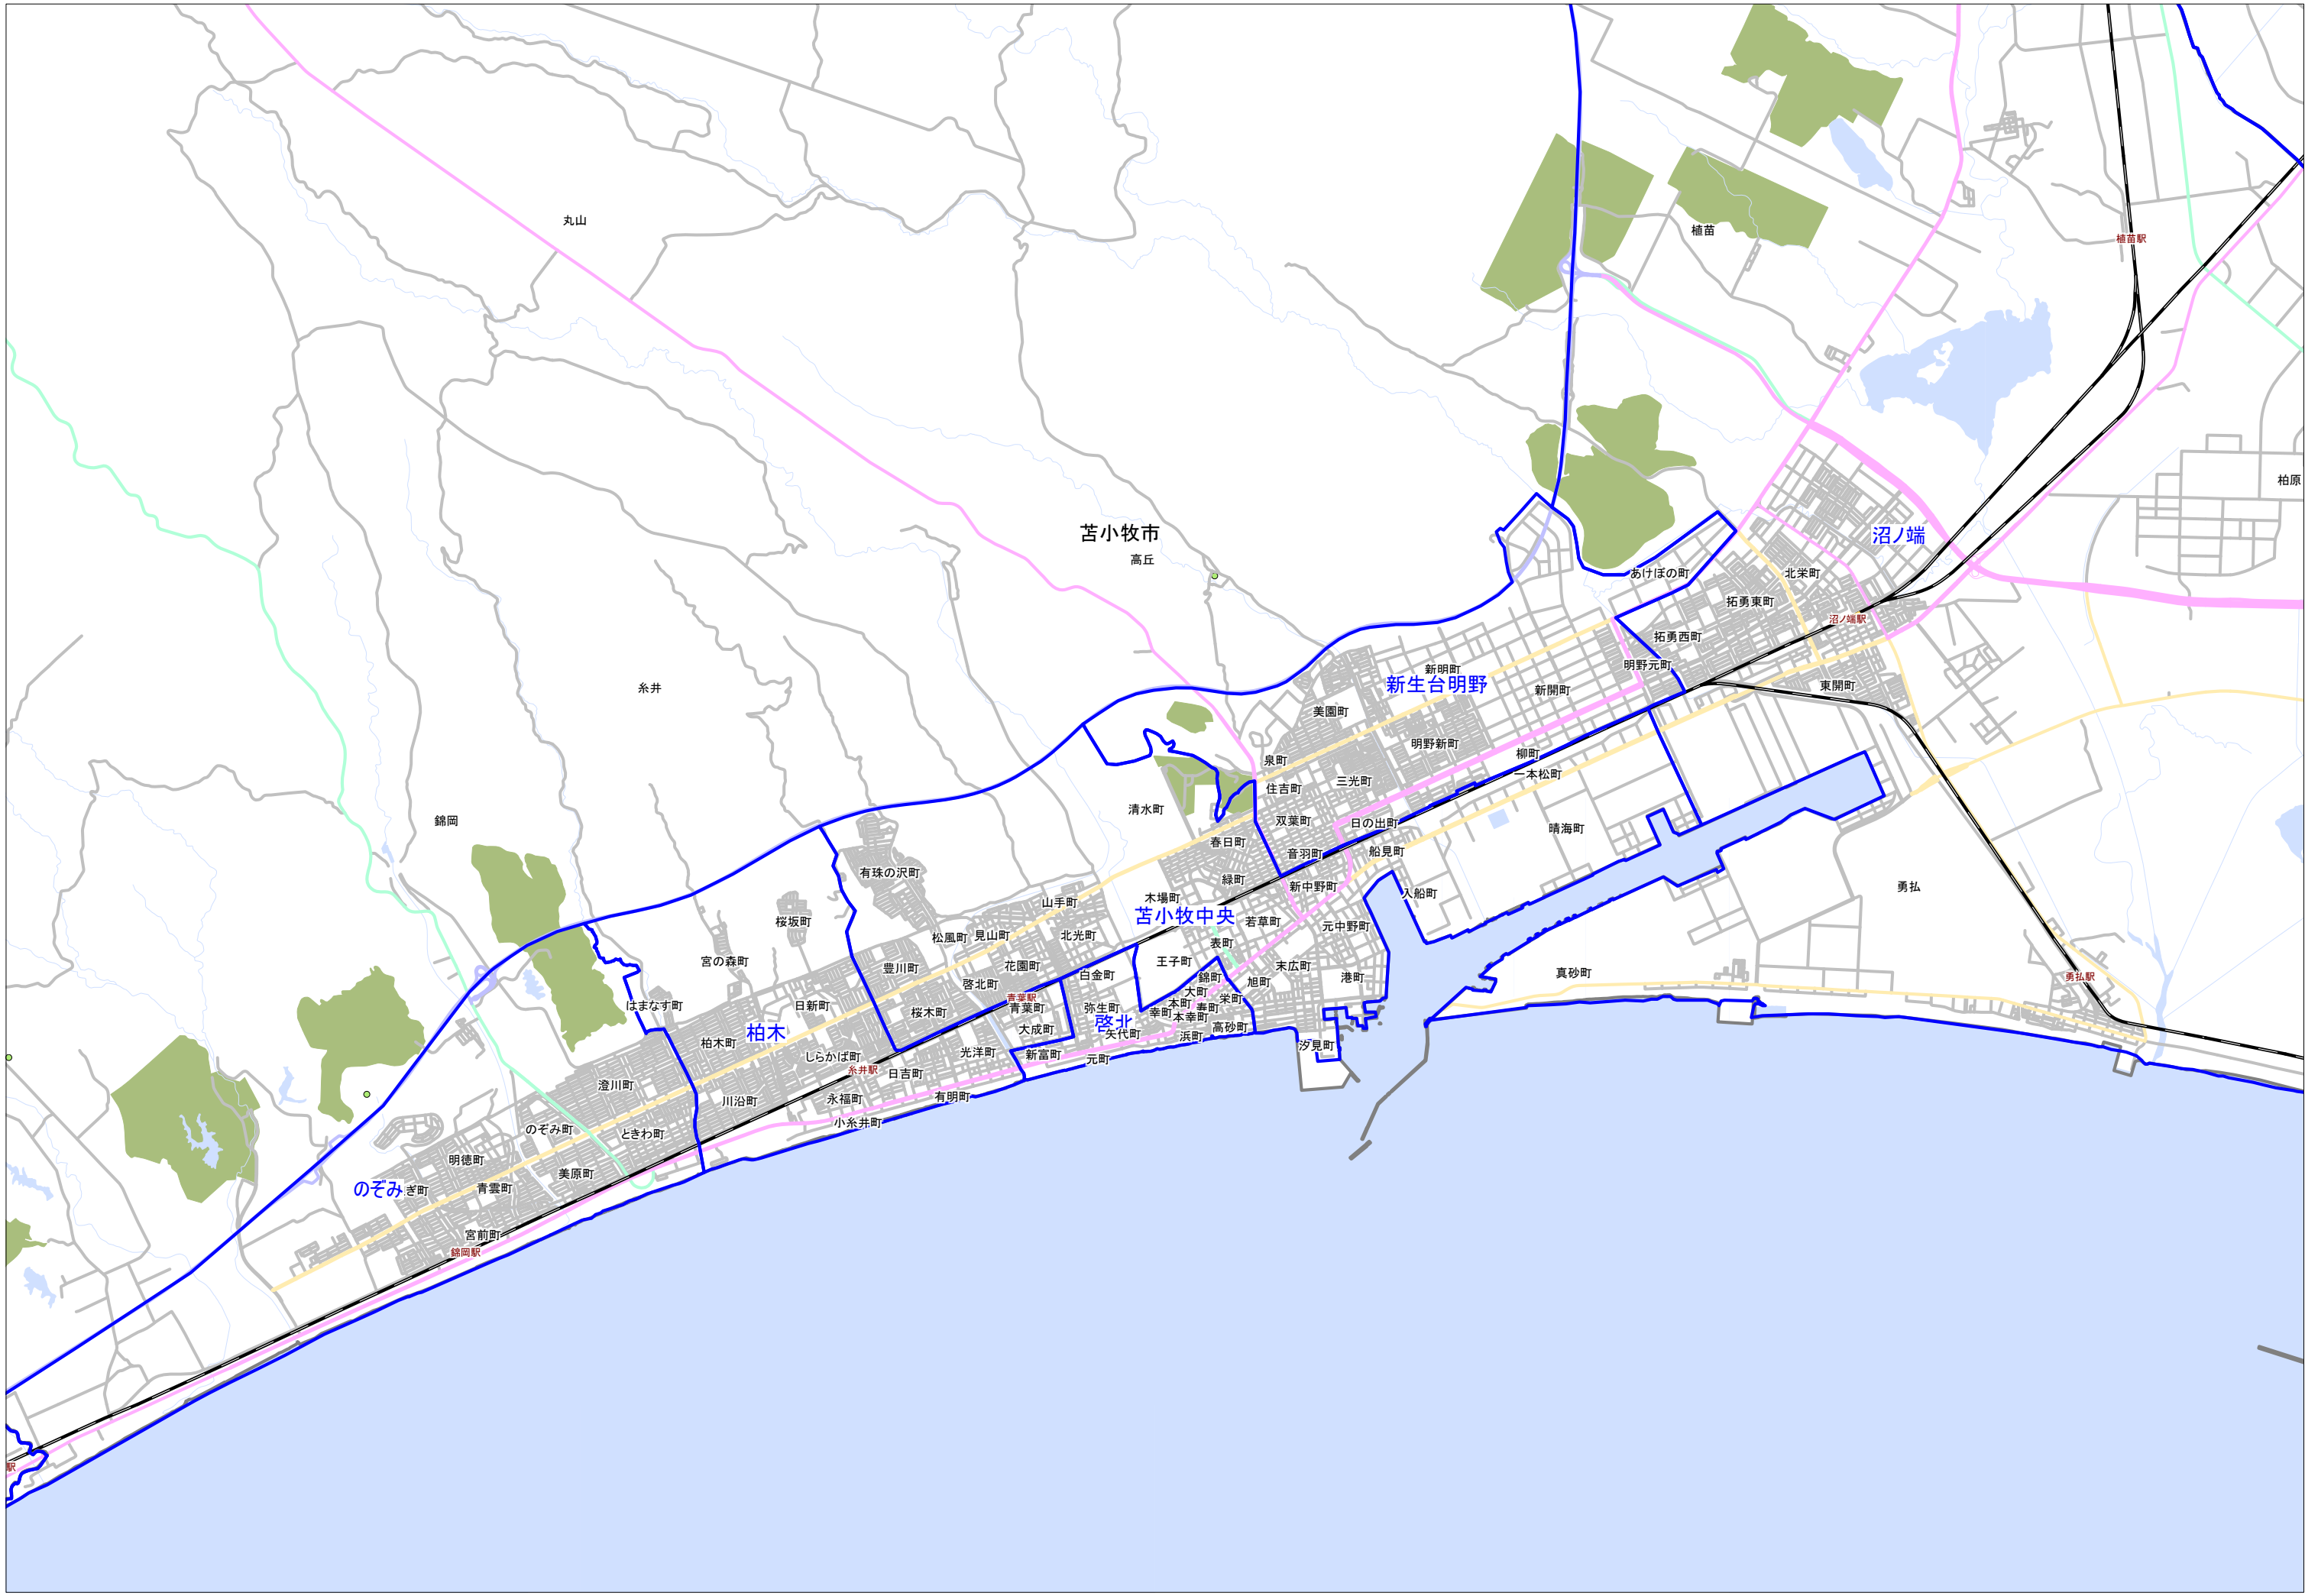 丸山
植苗
植苗駅
柏原
苫小牧市
高丘
沼ノ端
あけぼの町
北栄町
拓勇東町
沼ノ端駅
拓勇西町
明野元町
新明町
新生台明野
新開町
東開町
糸井
美園町
明野新町
柳町
泉町
一本松町
三光町
住吉町
清水町
錦岡
双葉町
日の出町
晴海町
春日町
音羽町
船見町
有珠の沢町
緑町
新中野町
勇払
入船町
木場町
山手町
苫小牧中央
桜坂町
若草町
元中野町
松風町
見山町
北光町
表町
宮の森町
王子町
豊川町
花園町
末広町
白金町
真砂町
錦町
港町
勇払駅
啓北町
旭町
大町
青葉駅
栄町
はまなす町
日新町
本町
寿町
青葉町
弥生町
桜木町
幸町
本幸町
啓北
大成町
高砂町
柏木
矢代町
浜町
柏木町
汐見町
光洋町
新富町
しらかば町
元町
糸井駅
日吉町
澄川町
有明町
永福町
川沿町
小糸井町
のぞみ町
ときわ町
明徳町
美原町
のぞみ
ぎ町
青雲町
宮前町
錦岡駅
駅